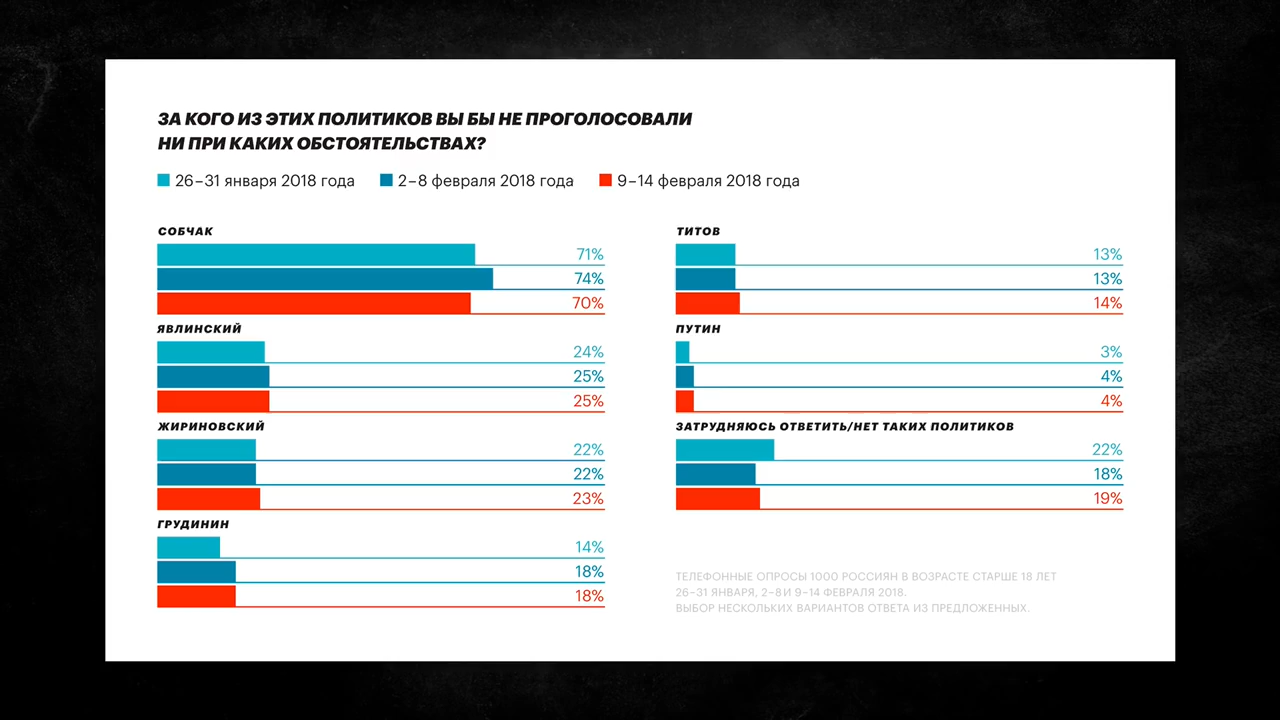 ЗА КОГО ИЗ ЭТИХ ПОЛИТИКОВ ВЫ БЫ НЕ ПРОГОЛОСОВАЛИ
НИ ПРИ КАКИХ ОБСТОЯТЕЛЬСТВАХ?
26–31 января 2018 года 2–8 февраля 2018 года 9–14 февраля 2018 года
СОБЧАК
71%
74%
70%
ЯВЛИНСКИЙ
24%
25%
25%
ЖИРИНОВСКИЙ
22%
22%
23%
ГРУДИНИН
14%
18%
18%
ТИТОВ
13%
13%
14%
ПУТИН
3%
4%
4%
ЗАТРУДНЯЮСЬ ОТВЕТИТЬ/НЕТ ТАКИХ ПОЛИТИКОВ
22%
18%
19%
ТЕЛЕФОННЫЕ ОПРОСЫ 1000 РОССИЯН В ВОЗРАСТЕ СТАРШЕ 18 ЛЕТ
26–31 ЯНВАРЯ, 2–8 И 9–14 ФЕВРАЛЯ 2018.
ВЫБОР НЕСКОЛЬКИХ ВАРИАНТОВ ОТВЕТА ИЗ ПРЕДЛОЖЕННЫХ.